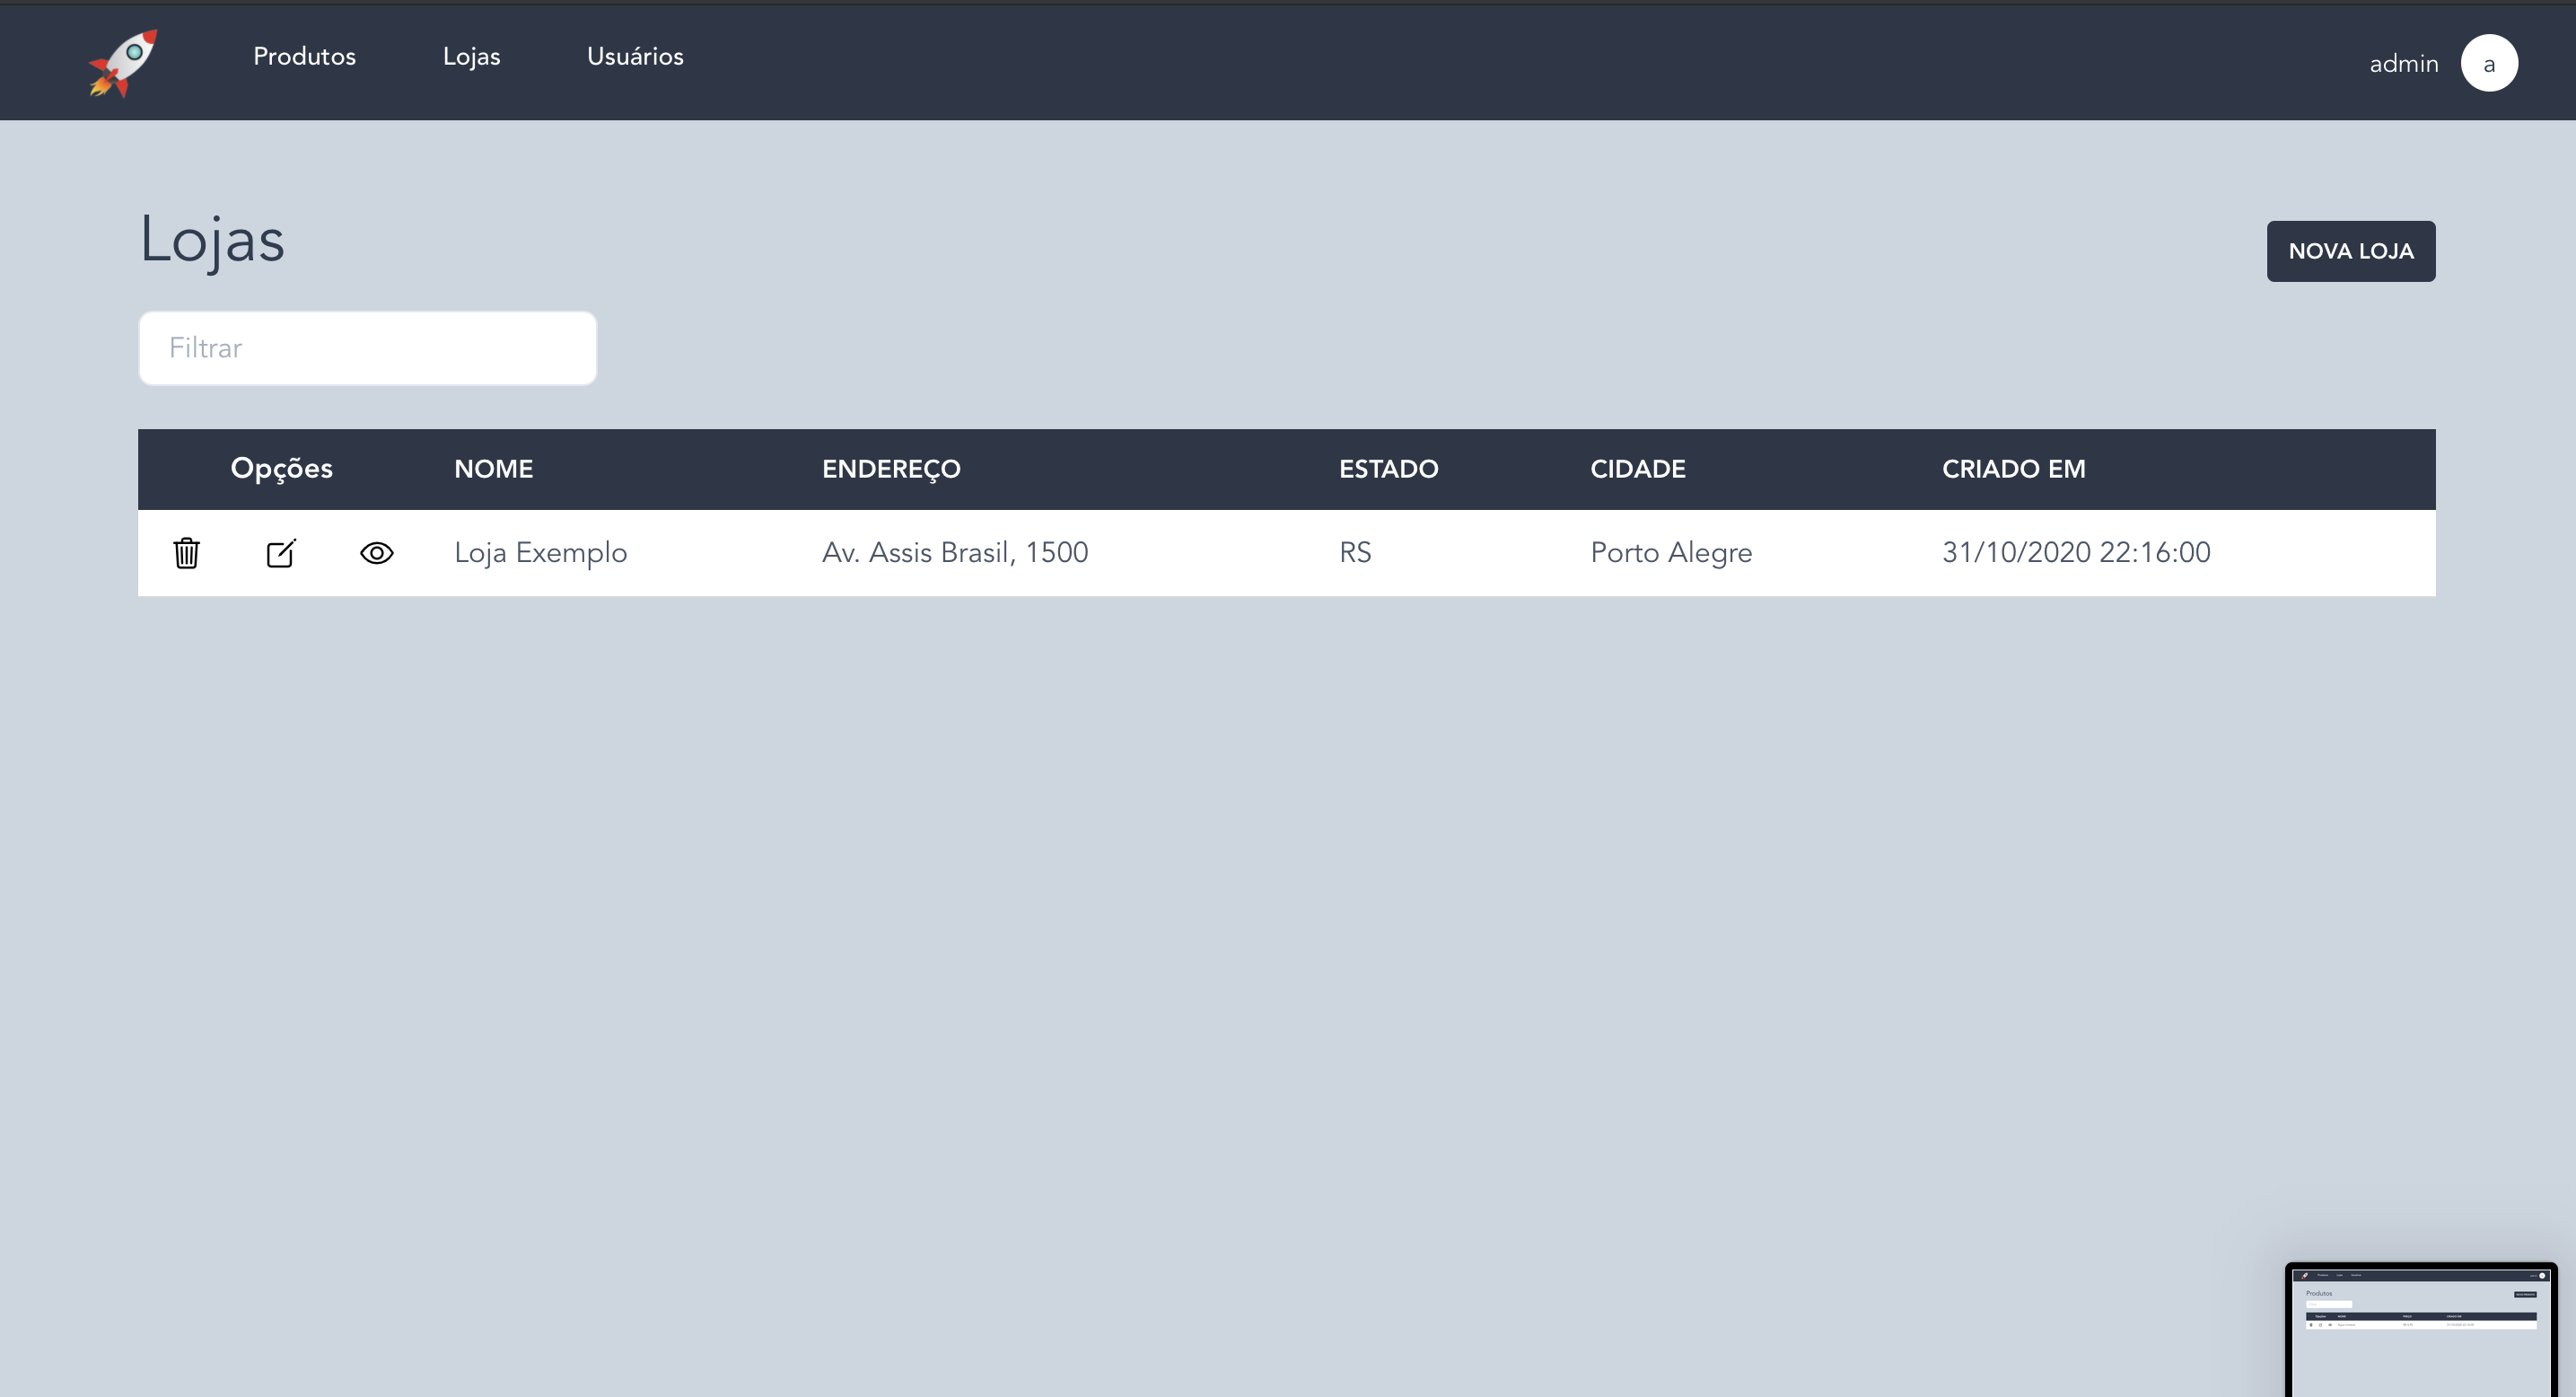 Produtos Lojas Usuários admin a
Lojas
NOVA LOJA
Filtrar
Opções NOME ENDEREÇO ESTADO CIDADE CRIADO EM
Loja Exemplo Av. Assis Brasil, 1500 RS Porto Alegre 31/10/2020 22:16:00
Produtos